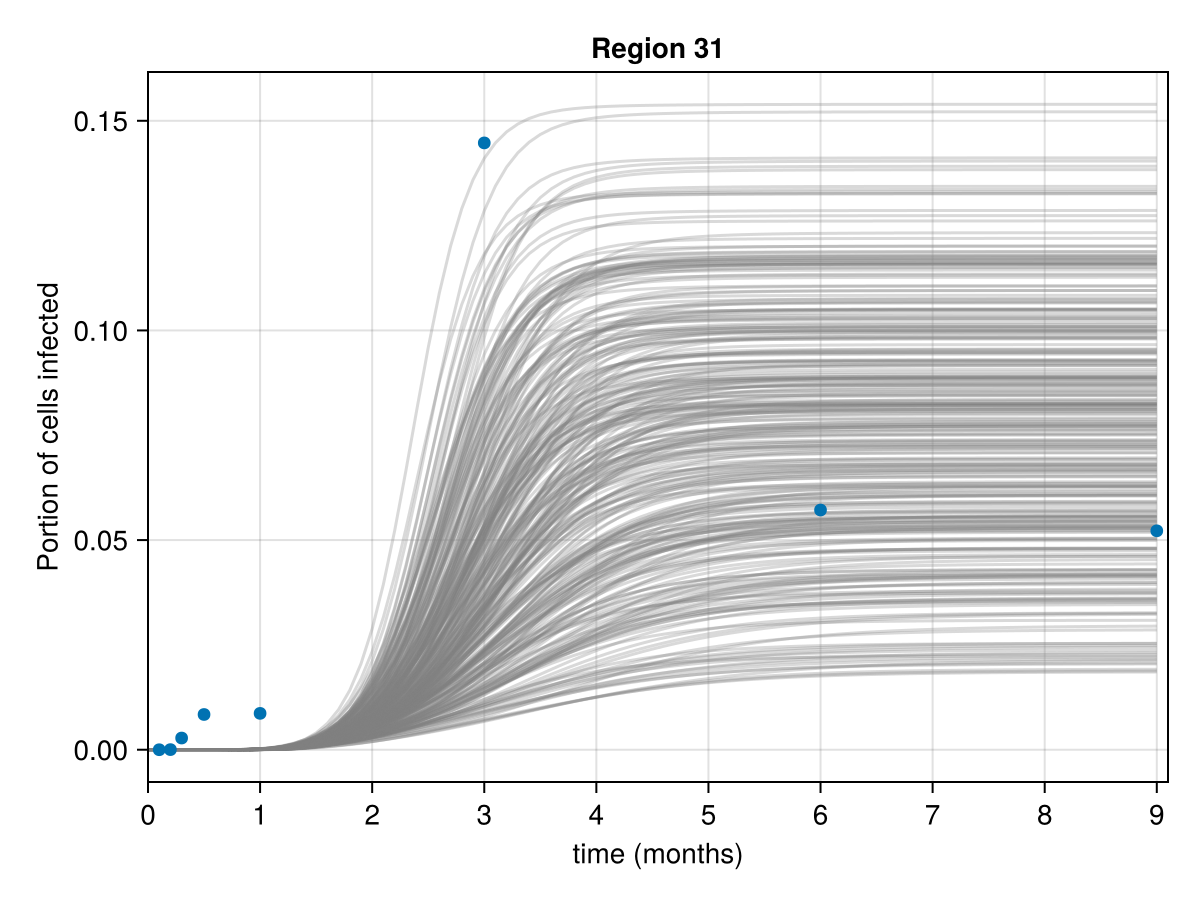 Region 31
Portion of cells infected
0.15
0.10
0.05
0.00
0 1 2 3 4 5 6 7 8 9
time (months)